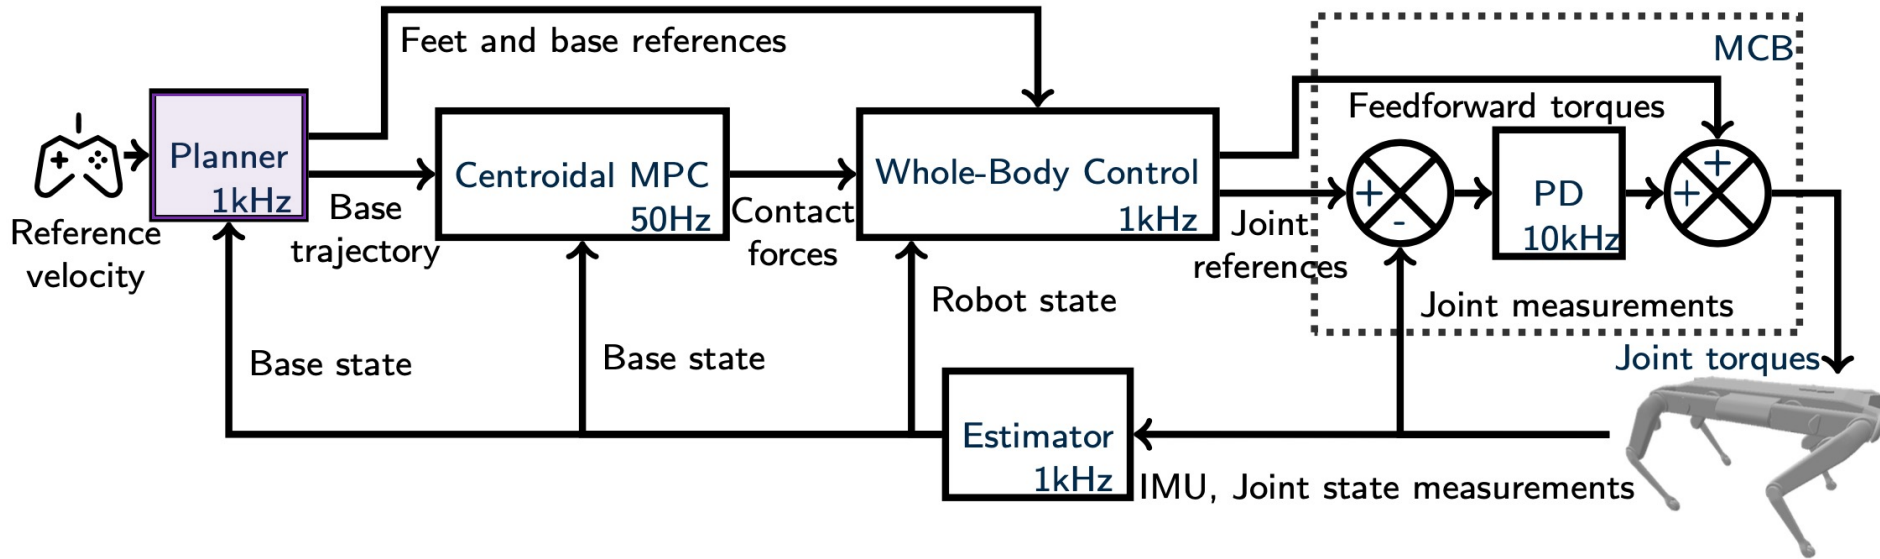 Feet and base references
MCB
Feedforward torques
Planner
1kHz
Centroidal MPC
50Hz
Whole-Body Control
1kHz
+
-
PD
10kHz
+
+
Reference
velocity
Base
trajectory
Contact
forces
Joint
references
Robot state
Joint measurements
Base state
Base state
Joint torques
Estimator
1kHz
IMU, Joint state measurements